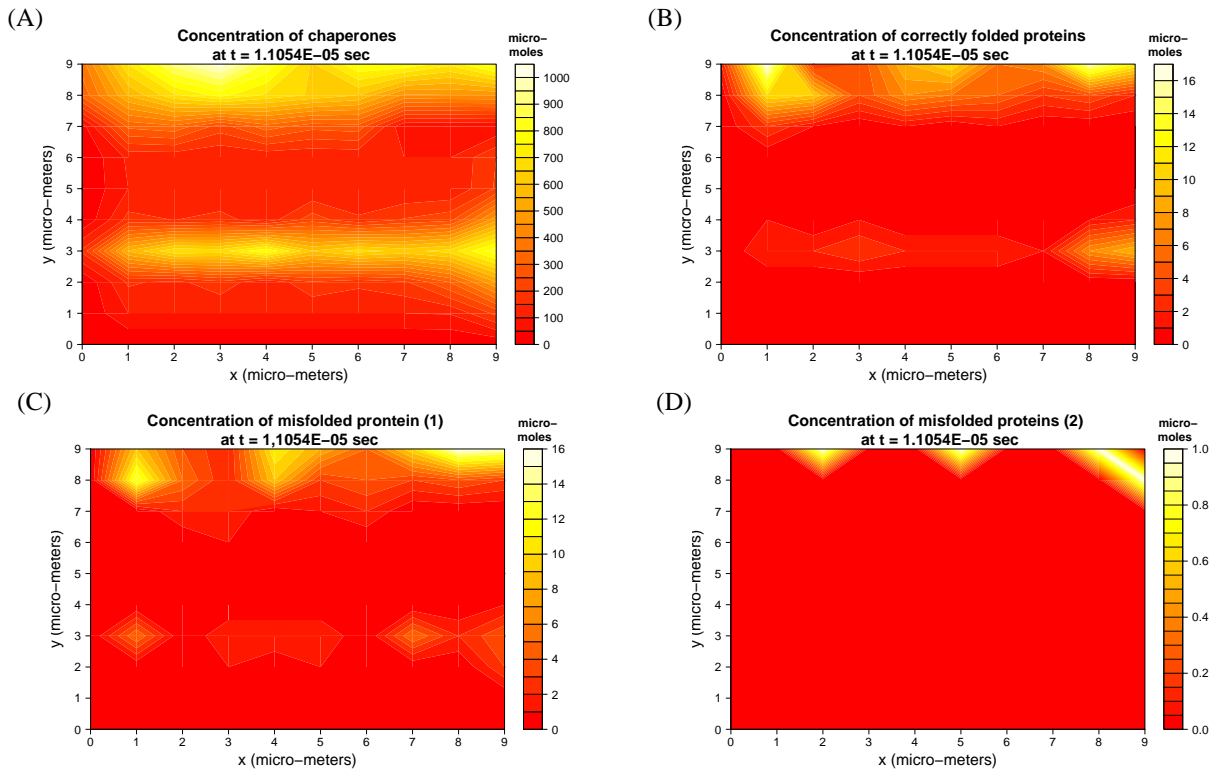 (A)
Concentration of chaperones
at t = 1.1054E−05 sec
micro−
moles
y (micro−meters)
9
8
7
6
5
4
3
2
1
0
1000
900
800
700
600
500
400
300
200
100
0
0 1 2 3 4 5 6 7 8 9
x (micro−meters)
(B)
Concentration of correctly folded proteins
at t = 1.1054E−05 sec
micro−
moles
y (micro−meters)
9
8
7
6
5
4
3
2
1
0
16
14
12
10
8
6
4
2
0
0 1 2 3 4 5 6 7 8 9
x (micro−meters)
(C)
Concentration of misfolded prontein (1)
at t = 1,1054E−05 sec
micro−
moles
y (micro−meters)
9
8
7
6
5
4
3
2
1
0
16
14
12
10
8
6
4
2
0
0 1 2 3 4 5 6 7 8 9
x (micro−meters)
(D)
Concentration of misfolded proteins (2)
at t = 1.1054E−05 sec
micro−
moles
y (micro−meters)
9
8
7
6
5
4
3
2
1
0
1.0
0.8
0.6
0.4
0.2
0.0
0 1 2 3 4 5 6 7 8 9
x (micro−meters)